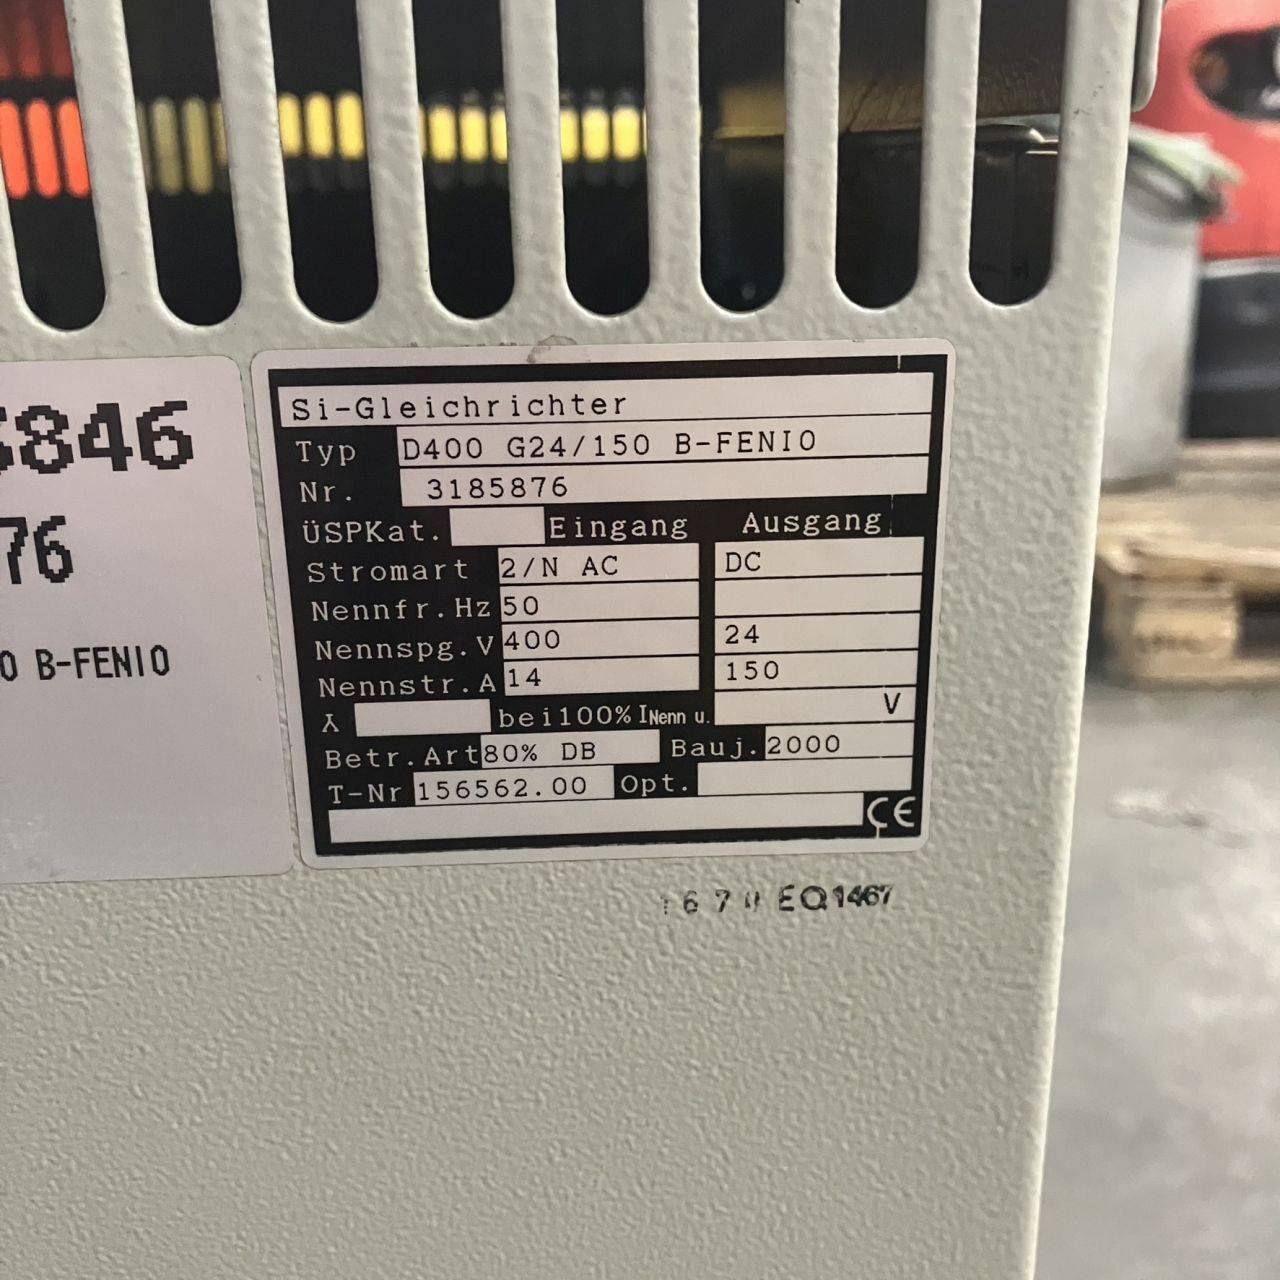 Si-Gleichrichter
Typ D400 G24/150 B-FENIO
Nr. 3185876
ÜSPKat. Eingang Ausgang
Stromart 2/N AC DC
Nennfr.Hz 50
Nennspg.V 400 24
Nennstr.A 14 150
bei100% INenn u. V
Betr.Art 80% DB Bauj. 2000
T-Nr 156562.00 Opt.
CE
846
76
0 B-FENIO
6 7 EQ1467